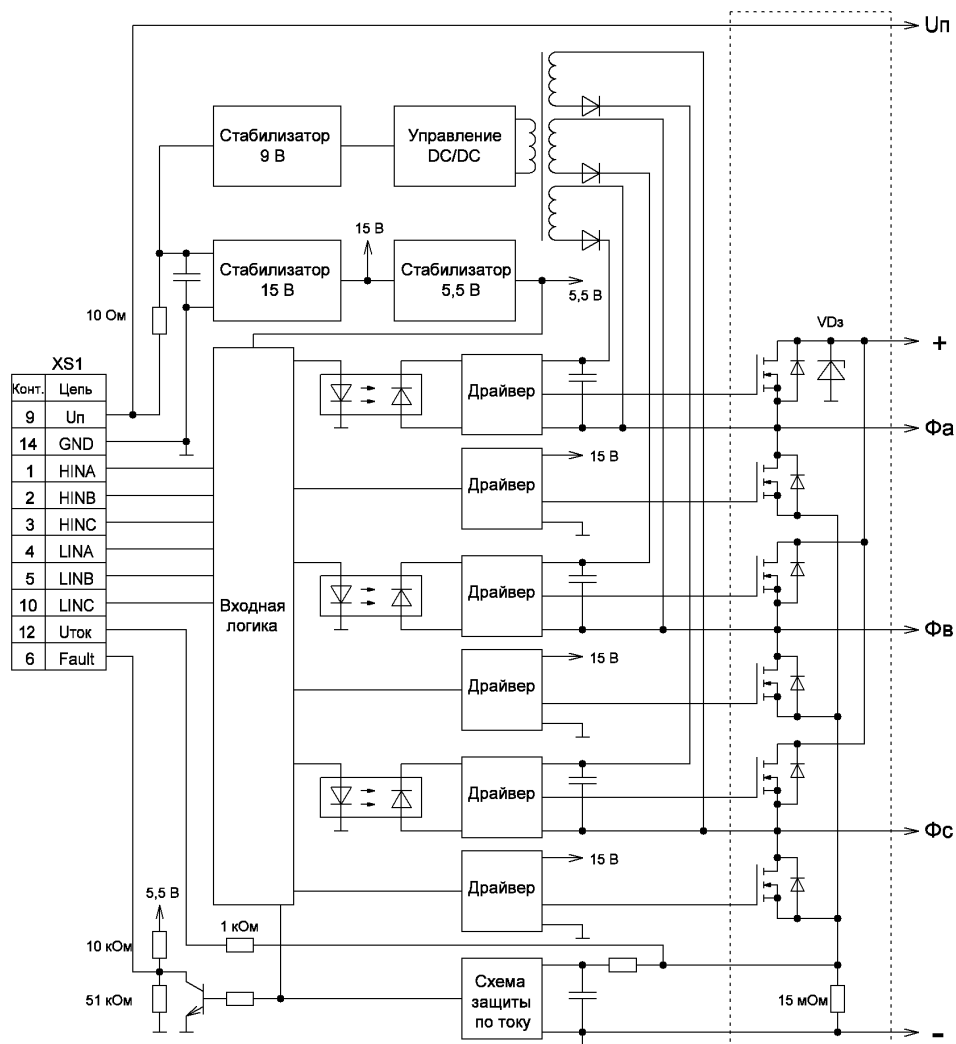 Uп
Стабилизатор
9 В
Управление
DC/DC
15 В
Стабилизатор
15 В
Стабилизатор
5,5 В
5,5 В
10 Ом
VDз
+
XS1
Конт. Цепь
9 Uп
14 GND
1 HINA
2 HINB
3 HINC
4 LINA
5 LINB
10 LINC
12 Uток
6 Fault
Входная
логика
Драйвер
Фа
Драйвер
15 В
Драйвер
Фв
Драйвер
15 В
Драйвер
Фс
Драйвер
15 В
5,5 В
10 кОм
1 кОм
51 кОм
Схема
защиты
по току
15 мОм
-